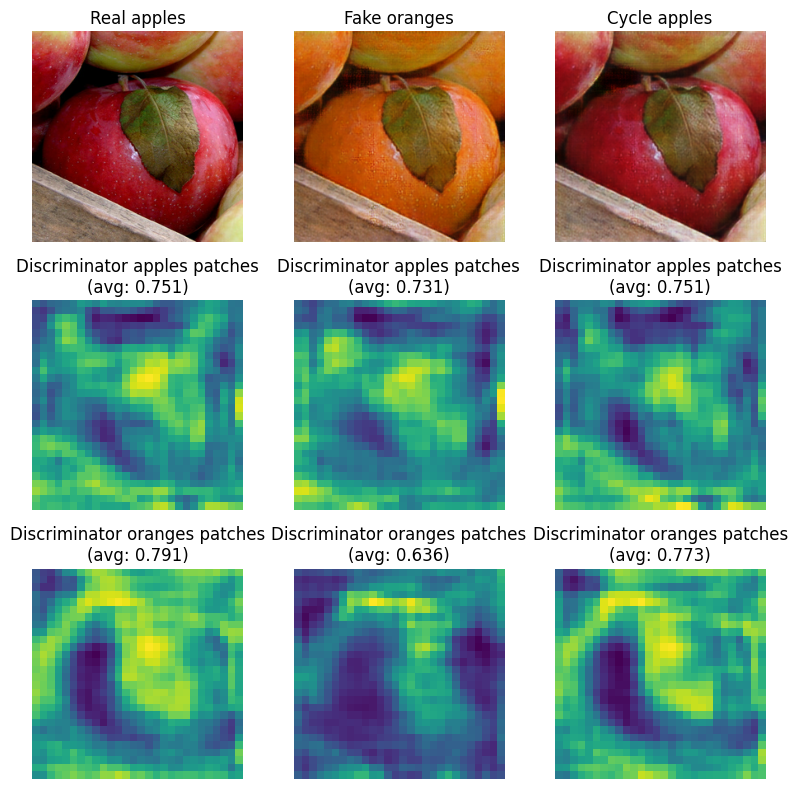 Real apples
Fake oranges
Cycle apples
Discriminator apples patches
(avg: 0.751)
Discriminator apples patches
(avg: 0.731)
Discriminator apples patches
(avg: 0.751)
Discriminator oranges patches
(avg: 0.791)
Discriminator oranges patches
(avg: 0.636)
Discriminator oranges patches
(avg: 0.773)